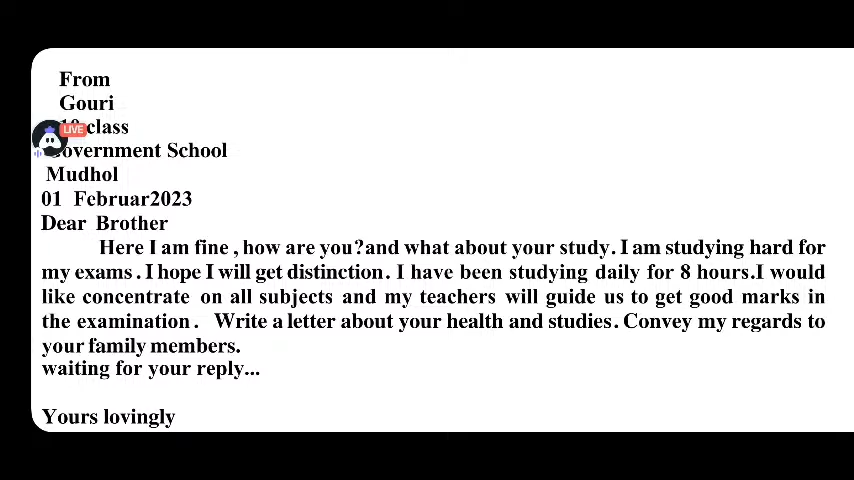 From
Gouri
class
LIVE
Government School
Mudhol
01 Februar2023
Dear Brother
Here I am fine , how are you?and what about your study. I am studying hard for
my exams . I hope I will get distinction. I have been studying daily for 8 hours.I would
like concentrate on all subjects and my teachers will guide us to get good marks in
the examination . Write a letter about your health and studies. Convey my regards to
your family members.
waiting for your reply...
Yours lovingly